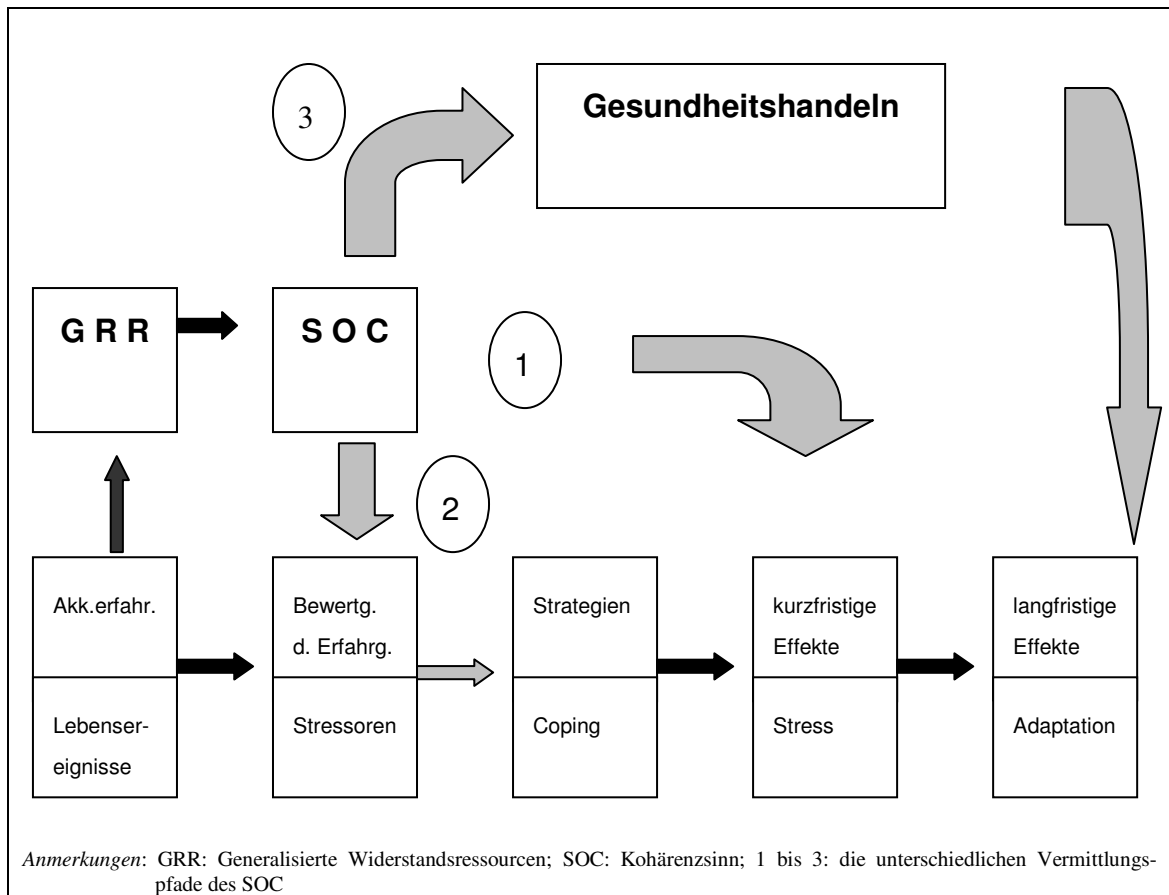 3
Gesundheitshandeln
G R R
S O C
1
2
Akk.erfahr.
Lebenser-
eignisse
Bewertg.
d. Erfahrg.
Stressoren
Strategien
Coping
kurzfristige
Effekte
Stress
langfristige
Effekte
Adaptation
Anmerkungen: GRR: Generalisierte Widerstandsressourcen; SOC: Kohärenzsinn; 1 bis 3: die unterschiedlichen Vermittlungs-
pfade des SOC